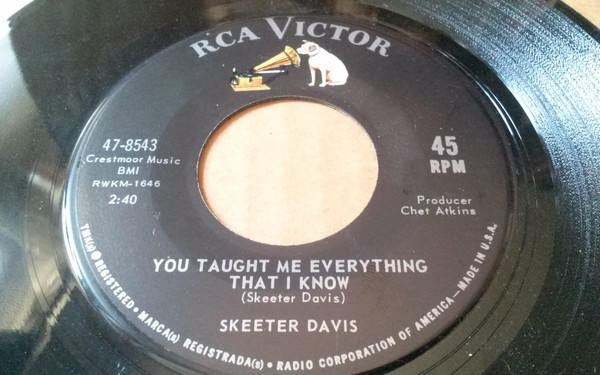 RCA VICTOR
47-8543
Crestmoor Music
BMI
RWKM-1646
2:40
45
RPM
Producer
Chet Atkins
YOU TAUGHT ME EVERYTHING
THAT I KNOW
(Skeeter Davis)
SKEETER DAVIS
TMK(s) ® REGISTERED • MARCA(s) REGISTRADA(s) • RADIO CORPORATION OF AMERICA—MADE IN U.S.A.